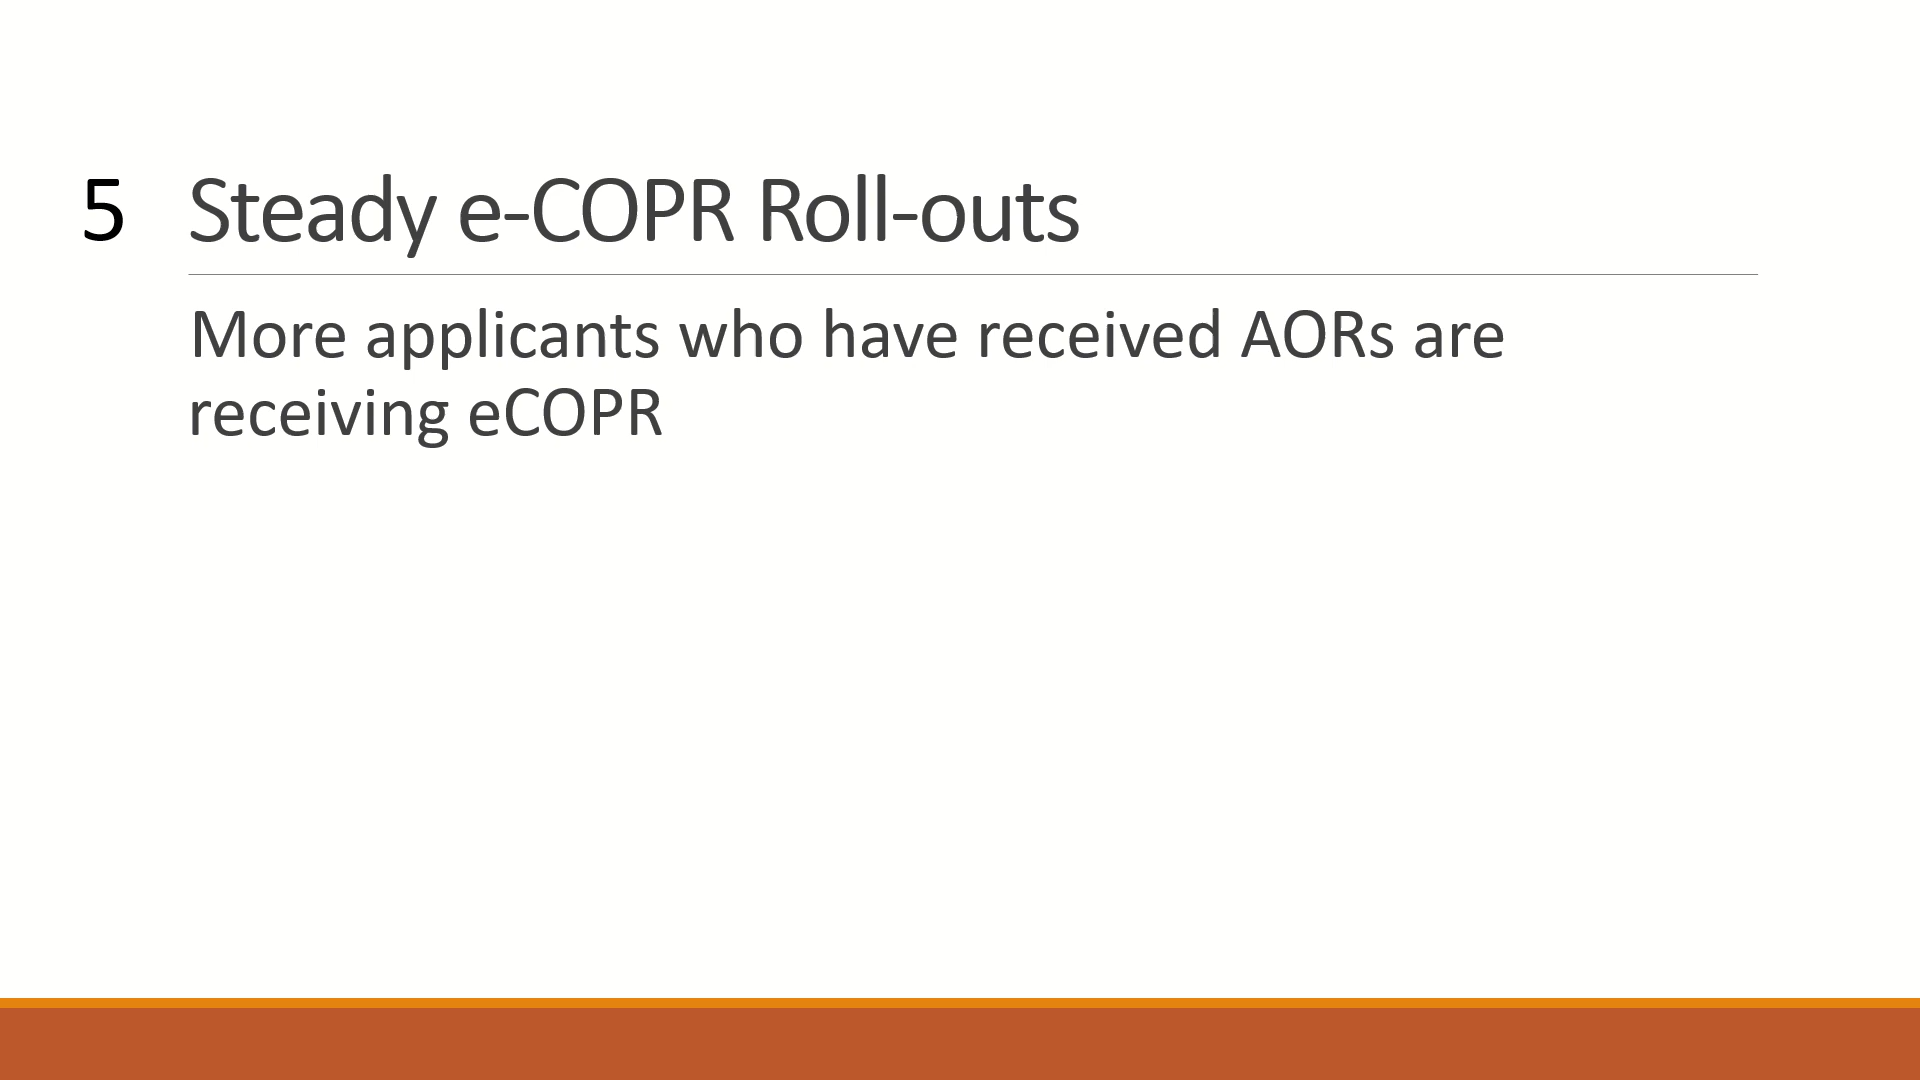 5 Steady e-COPR Roll-outs
More applicants who have received AORs are
receiving eCOPR